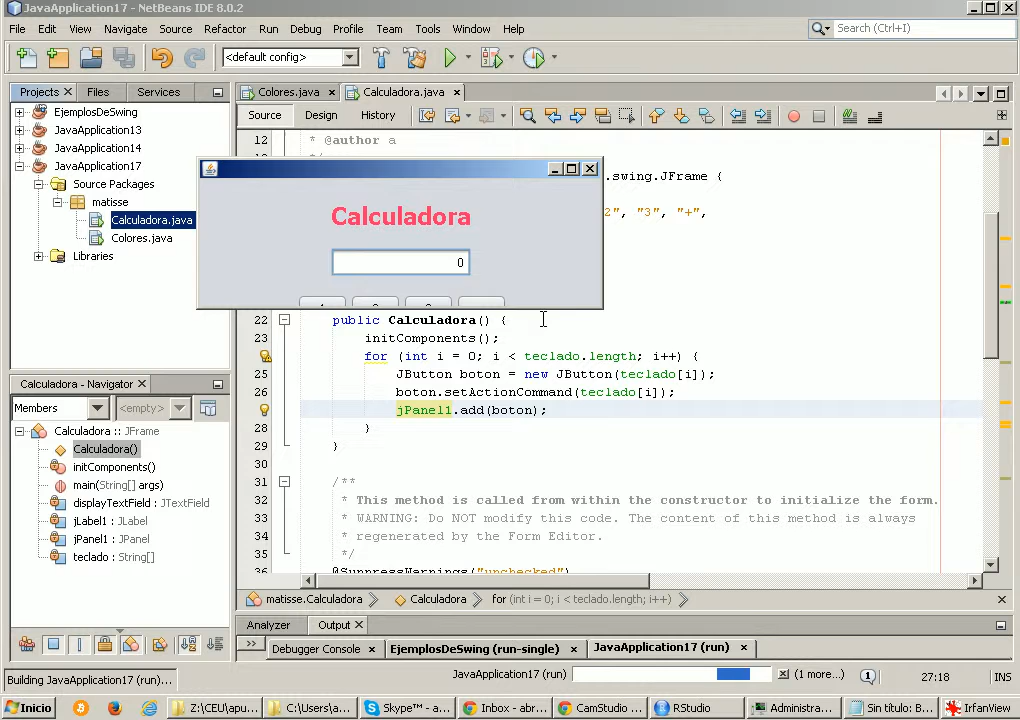 JavaApplication17 - NetBeans IDE 8.0.2
File Edit View Navigate Source Refactor Run Debug Profile Team Tools Window Help
Search (Ctrl+I)
<default config>
Projects Files Services
Colores.java Calculadora.java
Source Design History
EjemplosDeSwing
JavaApplication13
JavaApplication14
JavaApplication17
Source Packages
matisse
Calculadora.java
Colores.java
Libraries
12 * @author a
.swing.JFrame {
"3", "+",
Calculadora
0
22 public Calculadora() {
23 initComponents();
for (int i = 0; i < teclado.length; i++) {
25 JButton boton = new JButton(teclado[i]);
26 boton.setActionCommand(teclado[i]);
jPanel1.add(boton);
28 }
29 }
30
31 /**
32 * This method is called from within the constructor to initialize the form.
33 * WARNING: Do NOT modify this code. The content of this method is always
34 * regenerated by the Form Editor.
35 */
36 @SuppressWarnings("unchecked")
Calculadora - Navigator
Members <empty>
Calculadora :: JFrame
Calculadora()
initComponents()
main(String[] args)
displayTextField : JTextField
jLabel1 : JLabel
jPanel1 : JPanel
teclado : String[]
matisse.Calculadora Calculadora for (int i = 0; i < teclado.length; i++)
Analyzer Output
>> Debugger Console EjemplosDeSwing (run-single) JavaApplication17 (run)
Building JavaApplication17 (run)... JavaApplication17 (run) (1 more...) 1 27:18 INS
Inicio Z:\CEU\apu... C:\Users\a... Skype™ - a... Inbox - abr... CamStudio ... RStudio Administra... Sin título: B... IrfanView